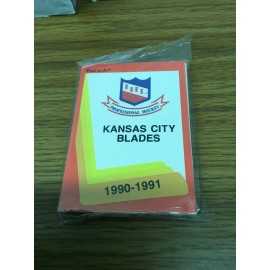 PROFESSIONAL HOCKEY
KANSAS CITY
BLADES
1990-1991